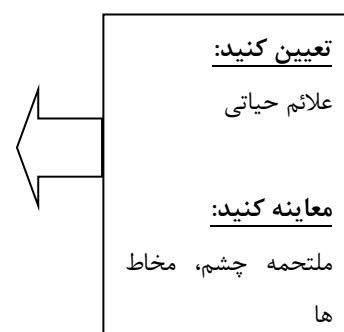 تعیین کنید:
علائم حیاتی
معاینه کنید:
ملتحمه چشم، مخاط
ها